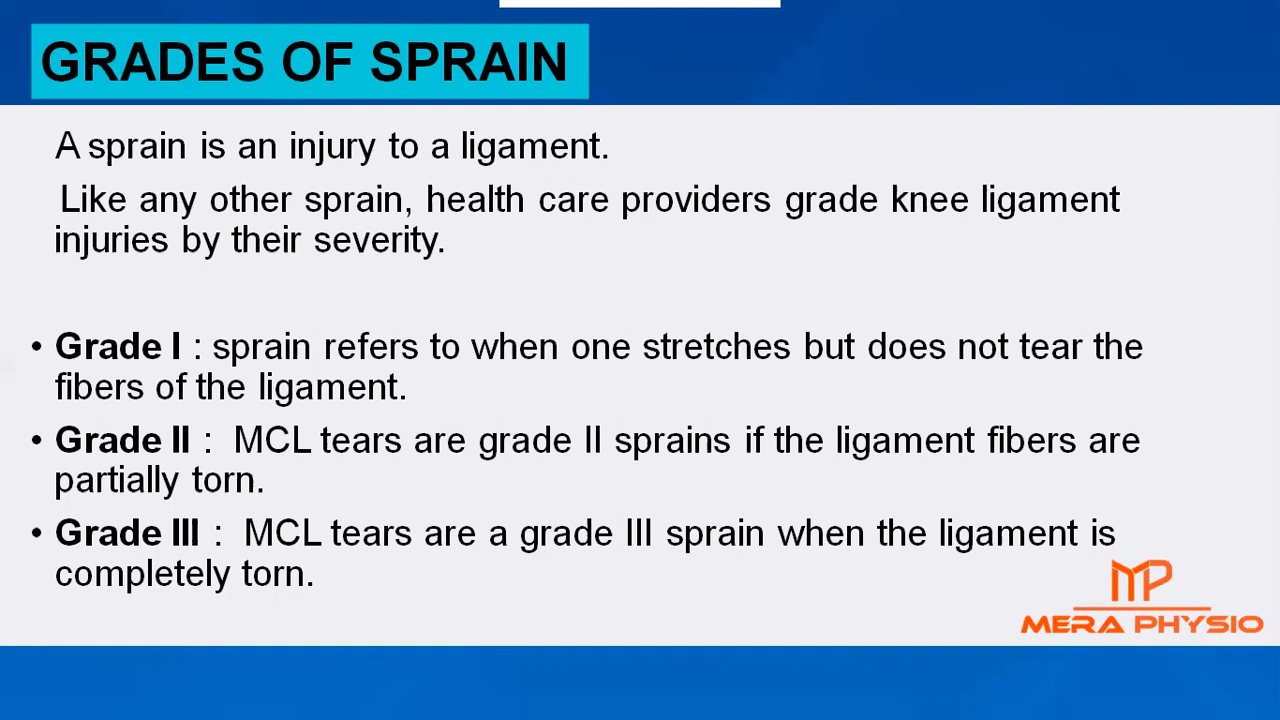 GRADES OF SPRAIN
A sprain is an injury to a ligament.
Like any other sprain, health care providers grade knee ligament
injuries by their severity.
• Grade I : sprain refers to when one stretches but does not tear the
fibers of the ligament.
• Grade II : MCL tears are grade II sprains if the ligament fibers are
partially torn.
• Grade III : MCL tears are a grade III sprain when the ligament is
completely torn.
MP
MERA PHYSIO